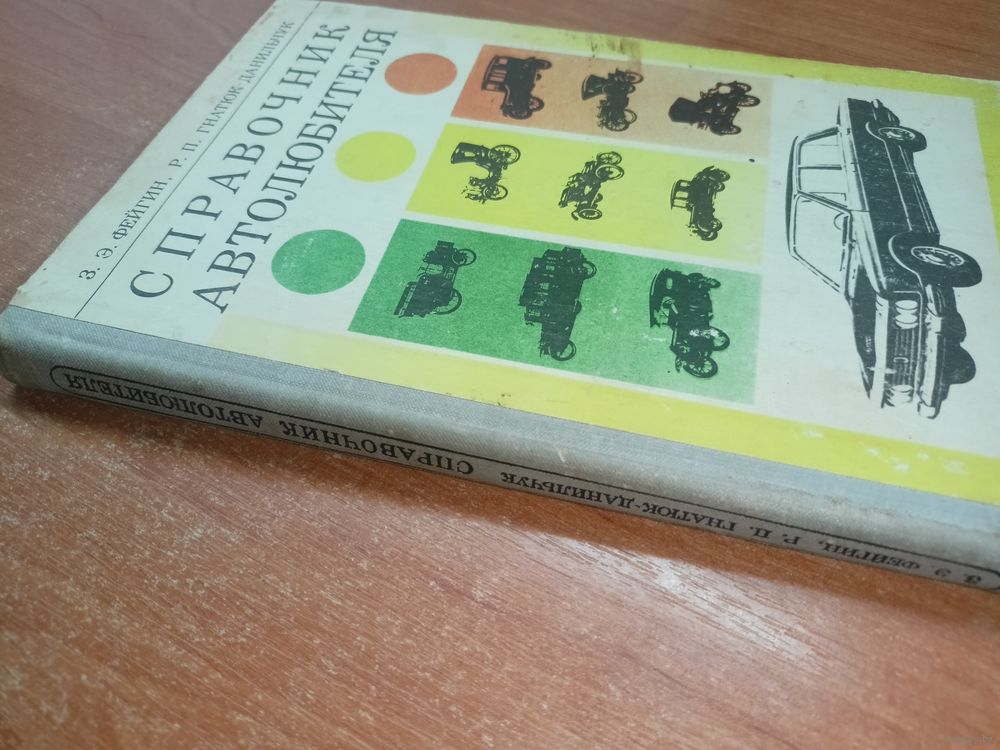 З. Э. ФЕЙГИН, Р. П. ГНАТЮК-ДАНИЛЬЧУК
СПРАВОЧНИК
АВТОЛЮБИТЕЛЯ
З. Э. ФЕЙГИН, Р. П. ГНАТЮК-ДАНИЛЬЧУК СПРАВОЧНИК АВТОЛЮБИТЕЛЯ